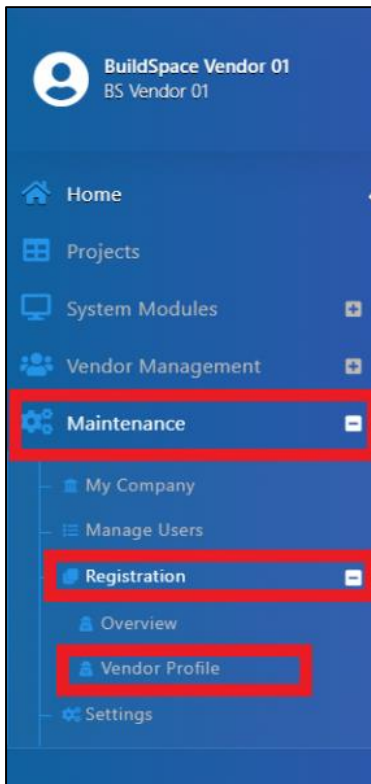 BuildSpace Vendor 01
BS Vendor 01
Home
Projects
System Modules
Vendor Management
Maintenance
My Company
Manage Users
Registration
Overview
Vendor Profile
Settings